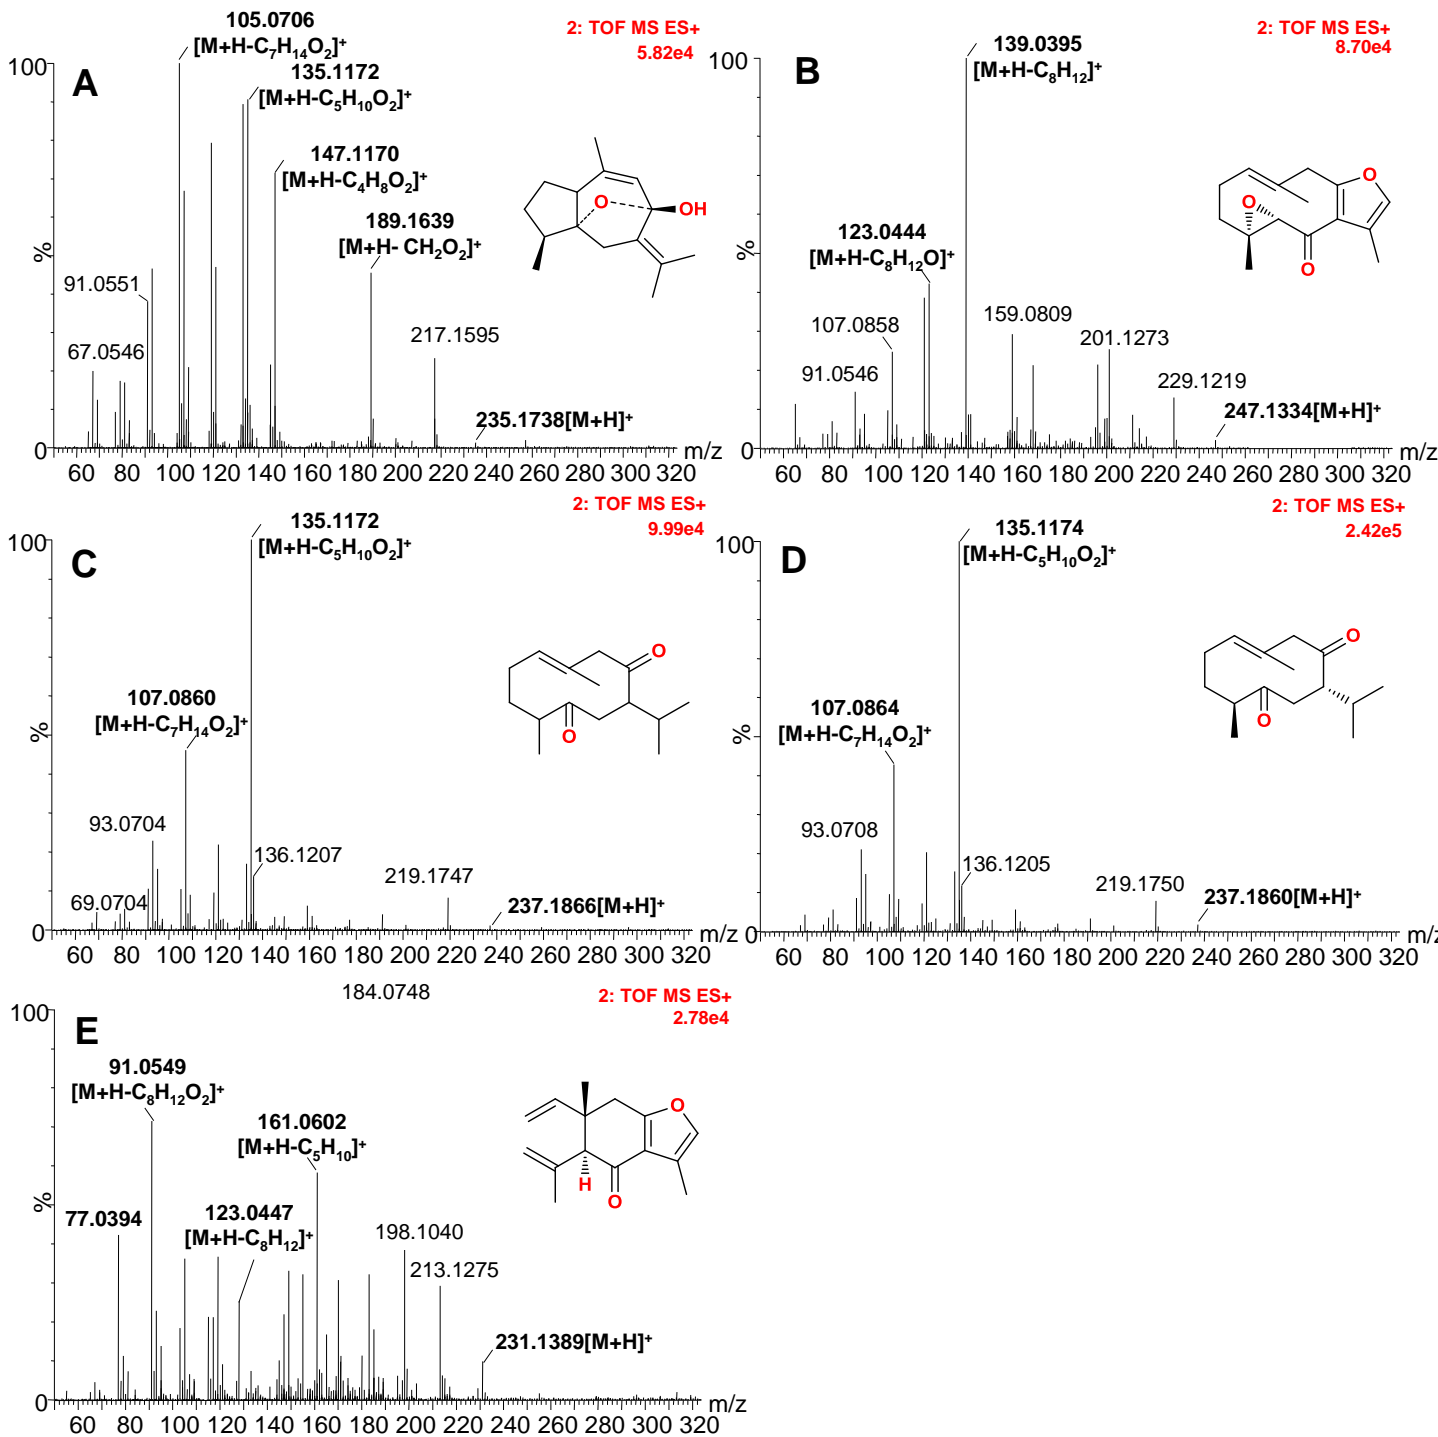 105.0706
[M+H-C₇H₁₄O₂]⁺
2: TOF MS ES+
5.82e4
100
A
135.1172
[M+H-C₅H₁₀O₂]⁺
147.1170
[M+H-C₄H₈O₂]⁺
O
OH
189.1639
[M+H- CH₂O₂]⁺
%
91.0551
67.0546
217.1595
235.1738[M+H]⁺
0
60 80 100 120 140 160 180 200 220 240 260 280 300 320 m/z
139.0395
[M+H-C₈H₁₂]⁺
2: TOF MS ES+
8.70e4
100
B
O
O
O
123.0444
[M+H-C₈H₁₂O]⁺
%
107.0858
159.0809
201.1273
91.0546
229.1219
247.1334[M+H]⁺
0
60 80 100 120 140 160 180 200 220 240 260 280 300 320 m/z
135.1172
[M+H-C₅H₁₀O₂]⁺
2: TOF MS ES+
9.99e4
100
C
O
O
107.0860
[M+H-C₇H₁₄O₂]⁺
%
93.0704
136.1207
69.0704
219.1747
237.1866[M+H]⁺
0
60 80 100 120 140 160 180 200 220 240 260 280 300 320 m/z
135.1174
[M+H-C₅H₁₀O₂]⁺
2: TOF MS ES+
2.42e5
100
D
O
O
107.0864
[M+H-C₇H₁₄O₂]⁺
%
93.0708
136.1205
219.1750
237.1860[M+H]⁺
0
60 80 100 120 140 160 180 200 220 240 260 280 300 320 m/z
184.0748
2: TOF MS ES+
2.78e4
100
E
91.0549
[M+H-C₈H₁₂O₂]⁺
161.0602
[M+H-C₅H₁₀]⁺
O
H
O
%
77.0394
123.0447
[M+H-C₈H₁₂]⁺
198.1040
213.1275
231.1389[M+H]⁺
0
60 80 100 120 140 160 180 200 220 240 260 280 300 320 m/z